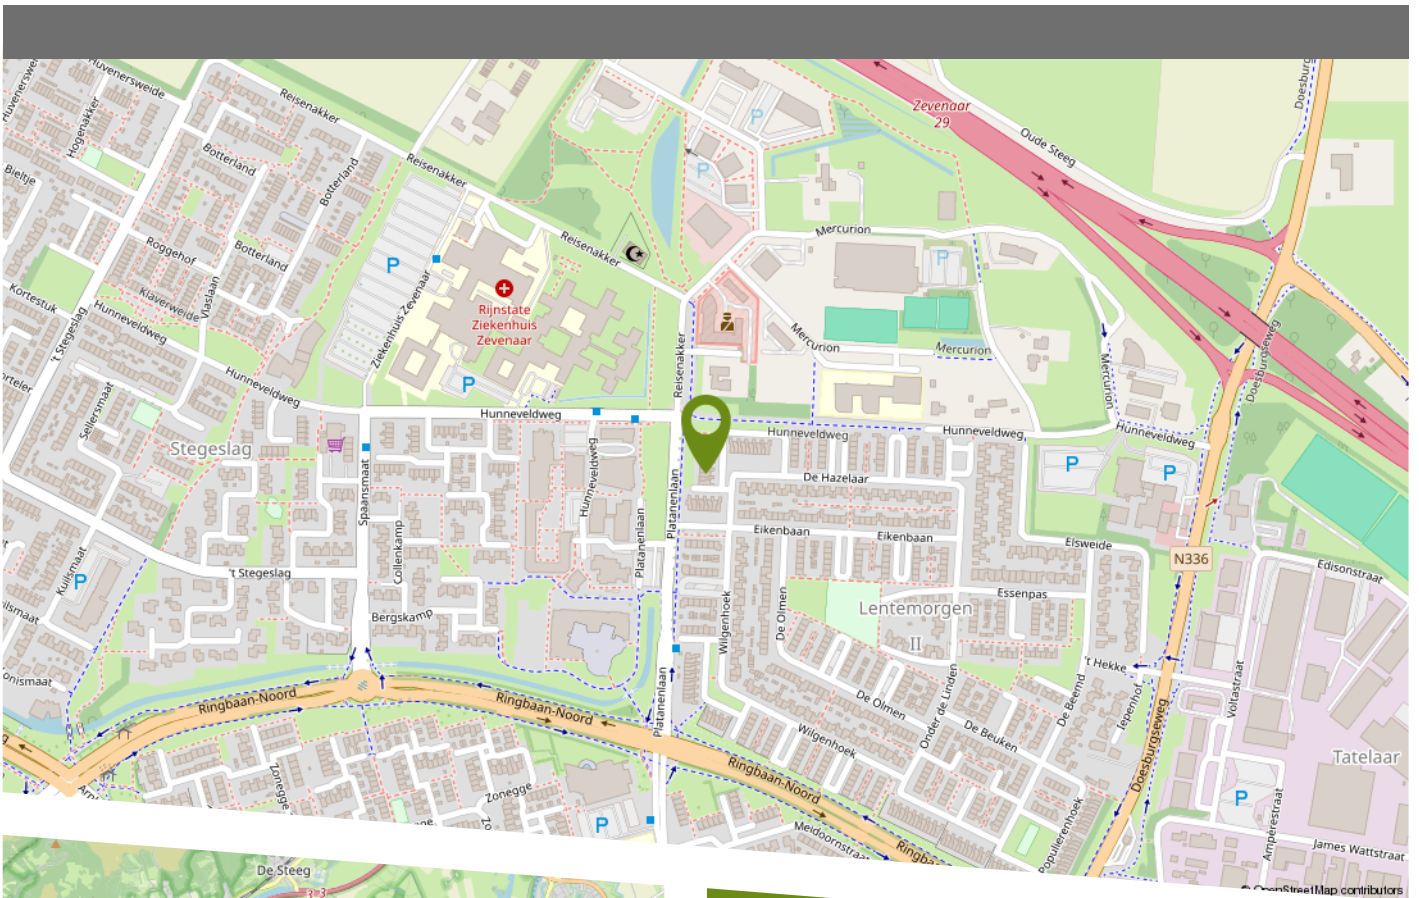 Huvenersweide
Hogenakker
Bieltje
Reisenakker
Botterland
Botterland
Botterland
Roggehof
Klaverweide
Vlaslaan
Kortestuk
't Stegeslag
Hunneveldweg
Hunneveldweg
Sellersmaat
Stegeslag
Kuilsmaat
't Stegeslag
Reisenakker
Reisenakker
P
Ziekenhuis Zevenaar
Rijnstate
Ziekenhuis
Zevenaar
P
Hunneveldweg
Hunneveldweg
Spaansmaat
Collenkamp
Bergskamp
Platanenlaan
Platanenlaan
Platanenlaan
Reisenakker
P
P
Zevenaar
29
Oude Steeg
Mercurion
P
Mercurion
Mercurion
Mercurion
Doesburg
Doesburgseweg
Hunneveldweg
Hunneveldweg
Hunneveldweg
P
P
De Hazelaar
Eikenbaan
Eikenbaan
Elsweide
Essenpas
N336
Edisonstraat
Lentemorgen
II
Wilgenhoek
De Olmen
't Hekke
De Olmen
Onder de Linden
De Beuken
De Beemd
Iepenhof
Voltastraat
Doesburgseweg
Wilgenhoek
P
Ringbaan-Noord
Ringbaan-Noord
Ringbaan-Noord
Zonegge
Zonegge
P
Meidoornstraat
Populierenhoek
Tatelaar
P
Ampèrestraat
James Wattstraat
© OpenStreetMap contributors
De Steeg